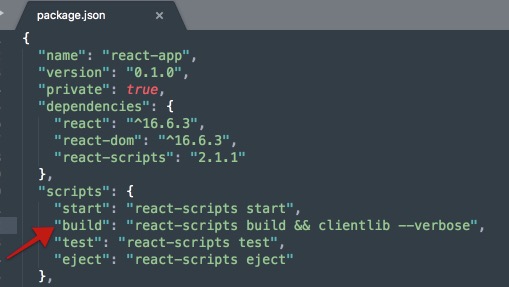 package.json ×
{
"name": "react-app",
"version": "0.1.0",
"private": true,
"dependencies": {
"react": "^16.6.3",
"react-dom": "^16.6.3",
"react-scripts": "2.1.1"
},
"scripts": {
"start": "react-scripts start",
"build": "react-scripts build && clientlib --verbose",
"test": "react-scripts test",
"eject": "react-scripts eject"
},